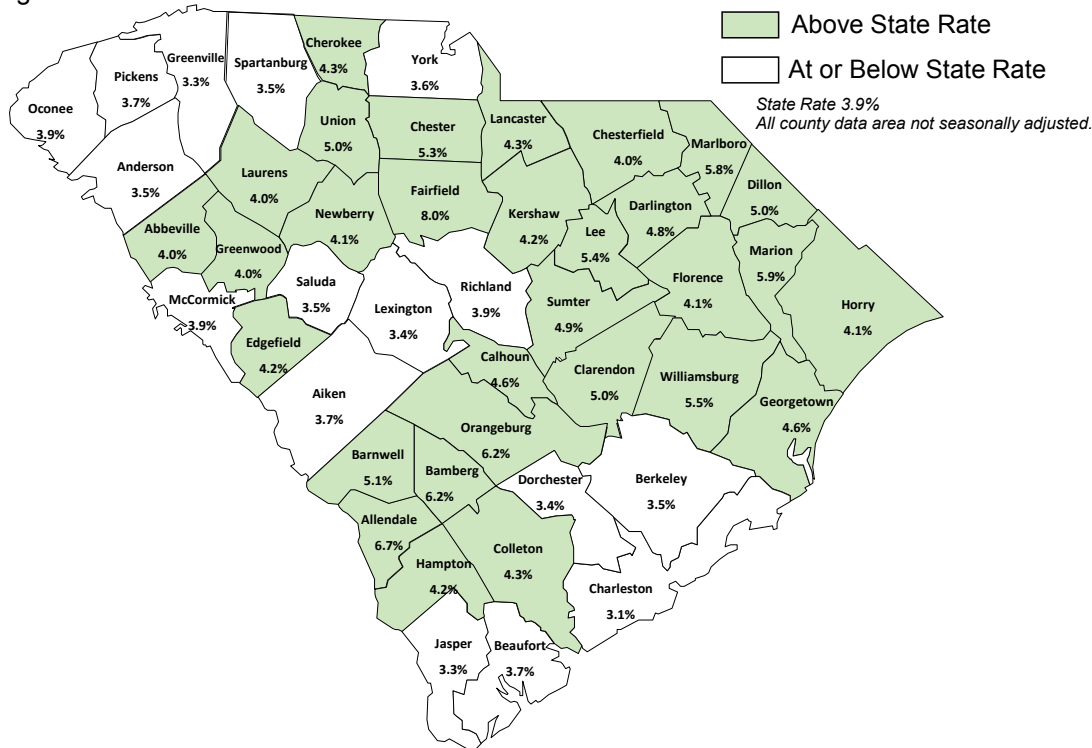 Above State Rate
At or Below State Rate
State Rate 3.9%
All county data area not seasonally adjusted.
Cherokee
4.3%
York
3.6%
Greenville
3.3%
Spartanburg
3.5%
Pickens
3.7%
Oconee
3.9%
Union
5.0%
Chester
5.3%
Lancaster
4.3%
Chesterfield
4.0%
Marlboro
5.8%
Anderson
3.5%
Laurens
4.0%
Dillon
5.0%
Fairfield
8.0%
Newberry
4.1%
Kershaw
4.2%
Darlington
4.8%
Abbeville
4.0%
Greenwood
4.0%
Lee
5.4%
Marion
5.9%
Saluda
3.5%
Richland
3.9%
Florence
4.1%
McCormick
3.9%
Lexington
3.4%
Sumter
4.9%
Horry
4.1%
Edgefield
4.2%
Calhoun
4.6%
Clarendon
5.0%
Williamsburg
5.5%
Aiken
3.7%
Georgetown
4.6%
Orangeburg
6.2%
Barnwell
5.1%
Bamberg
6.2%
Dorchester
3.4%
Berkeley
3.5%
Allendale
6.7%
Colleton
4.3%
Hampton
4.2%
Charleston
3.1%
Jasper
3.3%
Beaufort
3.7%